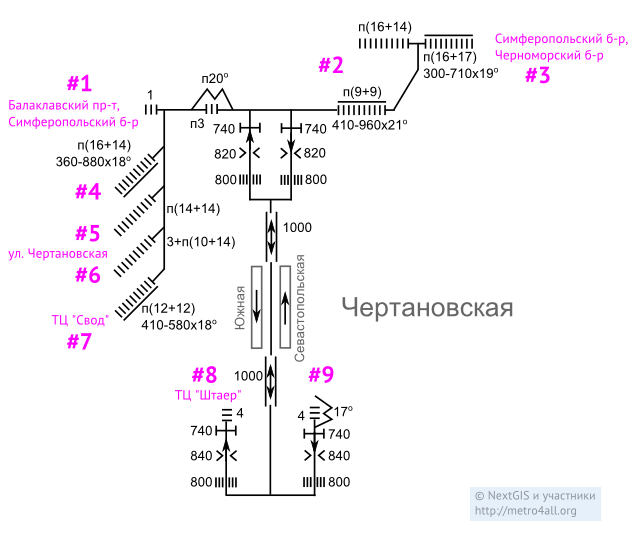 п(16+14)
Симферопольский б-р,
Черноморский б-р
#2
п(16+17)
#3
300-710x19°
#1
п20°
1
п(9+9)
Балаклавский пр-т,
Симферопольский б-р
п3
740
740
410-960x21°
п(16+14)
360-880x18°
820
820
#4
800
800
п(14+14)
#5
1000
ул. Чертановская
3+п(10+14)
#6
Южная
Севастопольская
Чертановская
п(12+12)
ТЦ "Свод"
410-580x18°
#7
#8
1000
#9
ТЦ "Штаер"
4
4
17°
740
740
840
840
800
800
© NextGIS и участники
http://metro4all.org